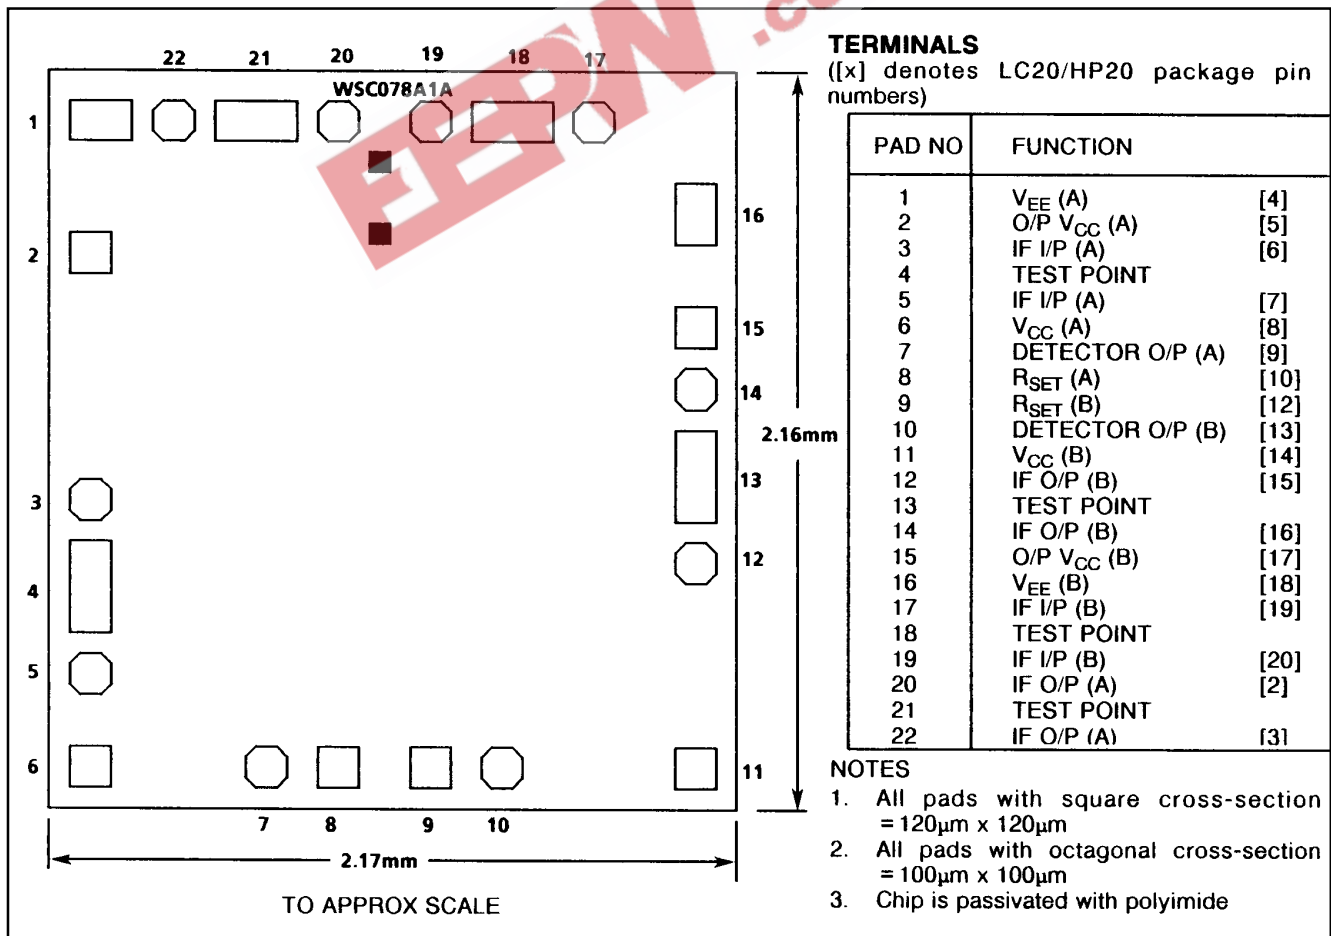 22 21 20 19 18 17
WSC078A1A
1
2
3
4
5
6
16
15
14
13
12
11
7 8 9 10
2.16mm
2.17mm
TO APPROX SCALE
EEPW .co
TERMINALS
([x] denotes LC20/HP20 package pin
numbers)
PAD NO FUNCTION
1 VEE (A) [4]
2 O/P VCC (A) [5]
3 IF I/P (A) [6]
4 TEST POINT
5 IF I/P (A) [7]
6 VCC (A) [8]
7 DETECTOR O/P (A) [9]
8 RSET (A) [10]
9 RSET (B) [12]
10 DETECTOR O/P (B) [13]
11 VCC (B) [14]
12 IF O/P (B) [15]
13 TEST POINT
14 IF O/P (B) [16]
15 O/P VCC (B) [17]
16 VEE (B) [18]
17 IF I/P (B) [19]
18 TEST POINT
19 IF I/P (B) [20]
20 IF O/P (A) [2]
21 TEST POINT
22 IF O/P (A) [3]
NOTES
1. All pads with square cross-section
= 120µm x 120µm
2. All pads with octagonal cross-section
= 100µm x 100µm
3. Chip is passivated with polyimide